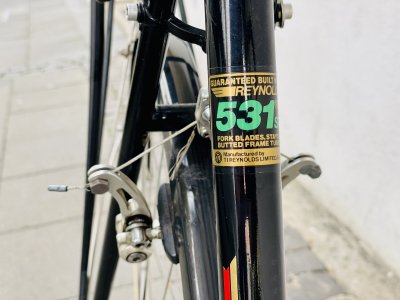 GUARANTEED BUILT
REYNOLDS
531
FORK BLADES, STAYS
BUTTED FRAME TUBES
Manufactured by
TI REYNOLDS LIMITED